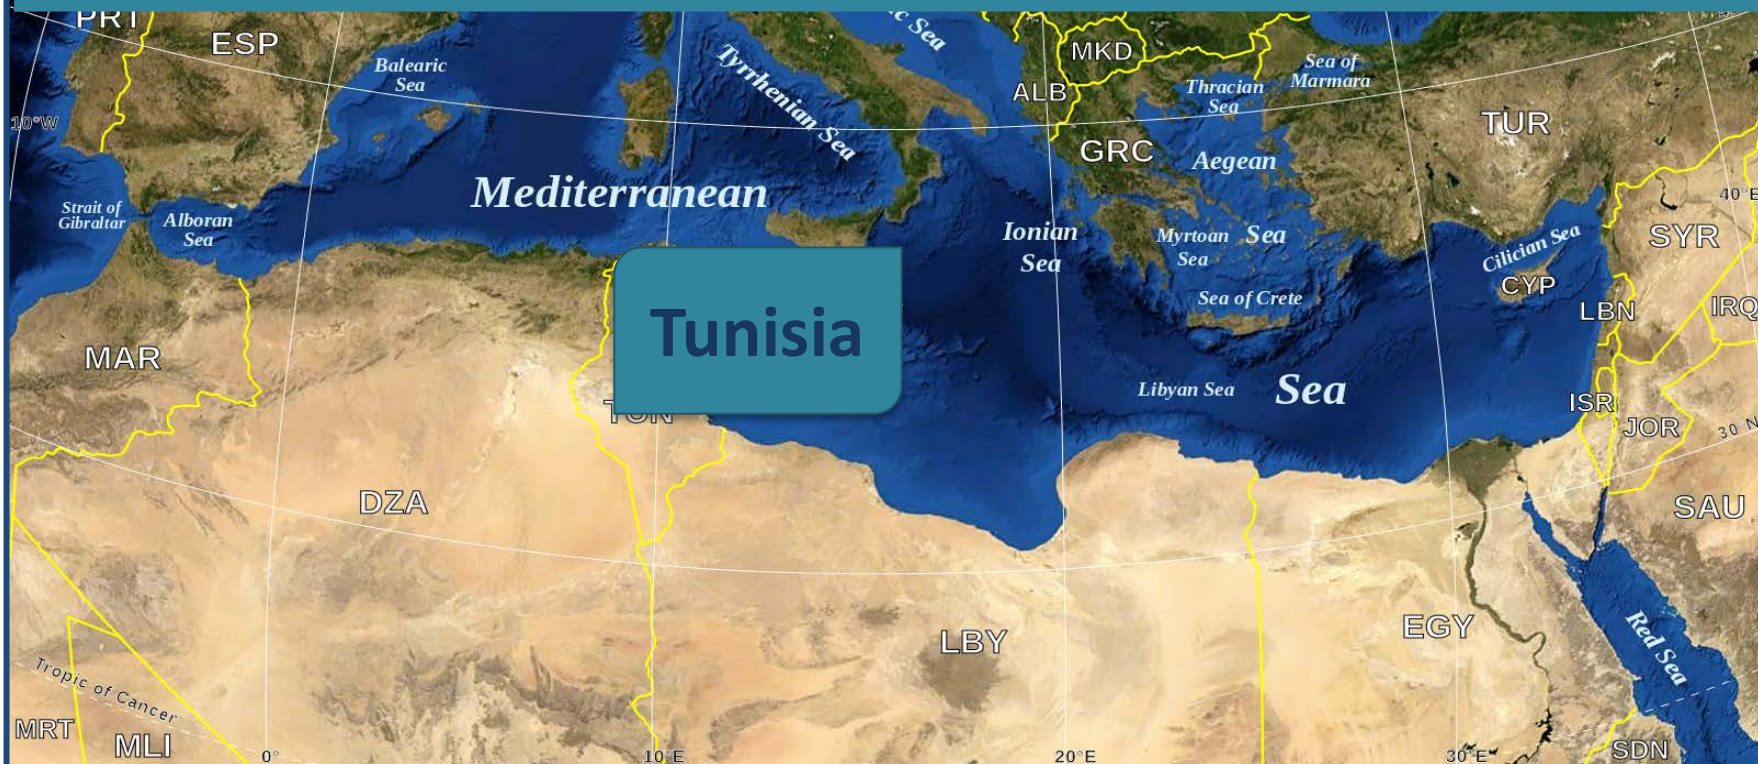 PRT
ESP
Balearic
Sea
Tyrrhenian Sea
c Sea
MKD
ALB
Thracian
Sea
Sea of
Marmara
TUR
10°W
GRC
Aegean
Mediterranean
40°E
Strait of
Gibraltar
Alboran
Sea
Ionian
Sea
Myrtoan
Sea
Sea
Cilician Sea
SYR
CYP
Sea of Crete
LBN
IRQ
Tunisia
MAR
Libyan Sea
Sea
ISR
TUN
JOR
30 N
DZA
SAU
LBY
EGY
Red Sea
Tropic of Cancer
MRT
MLI
0°
10°E
20°E
30°E
SDN